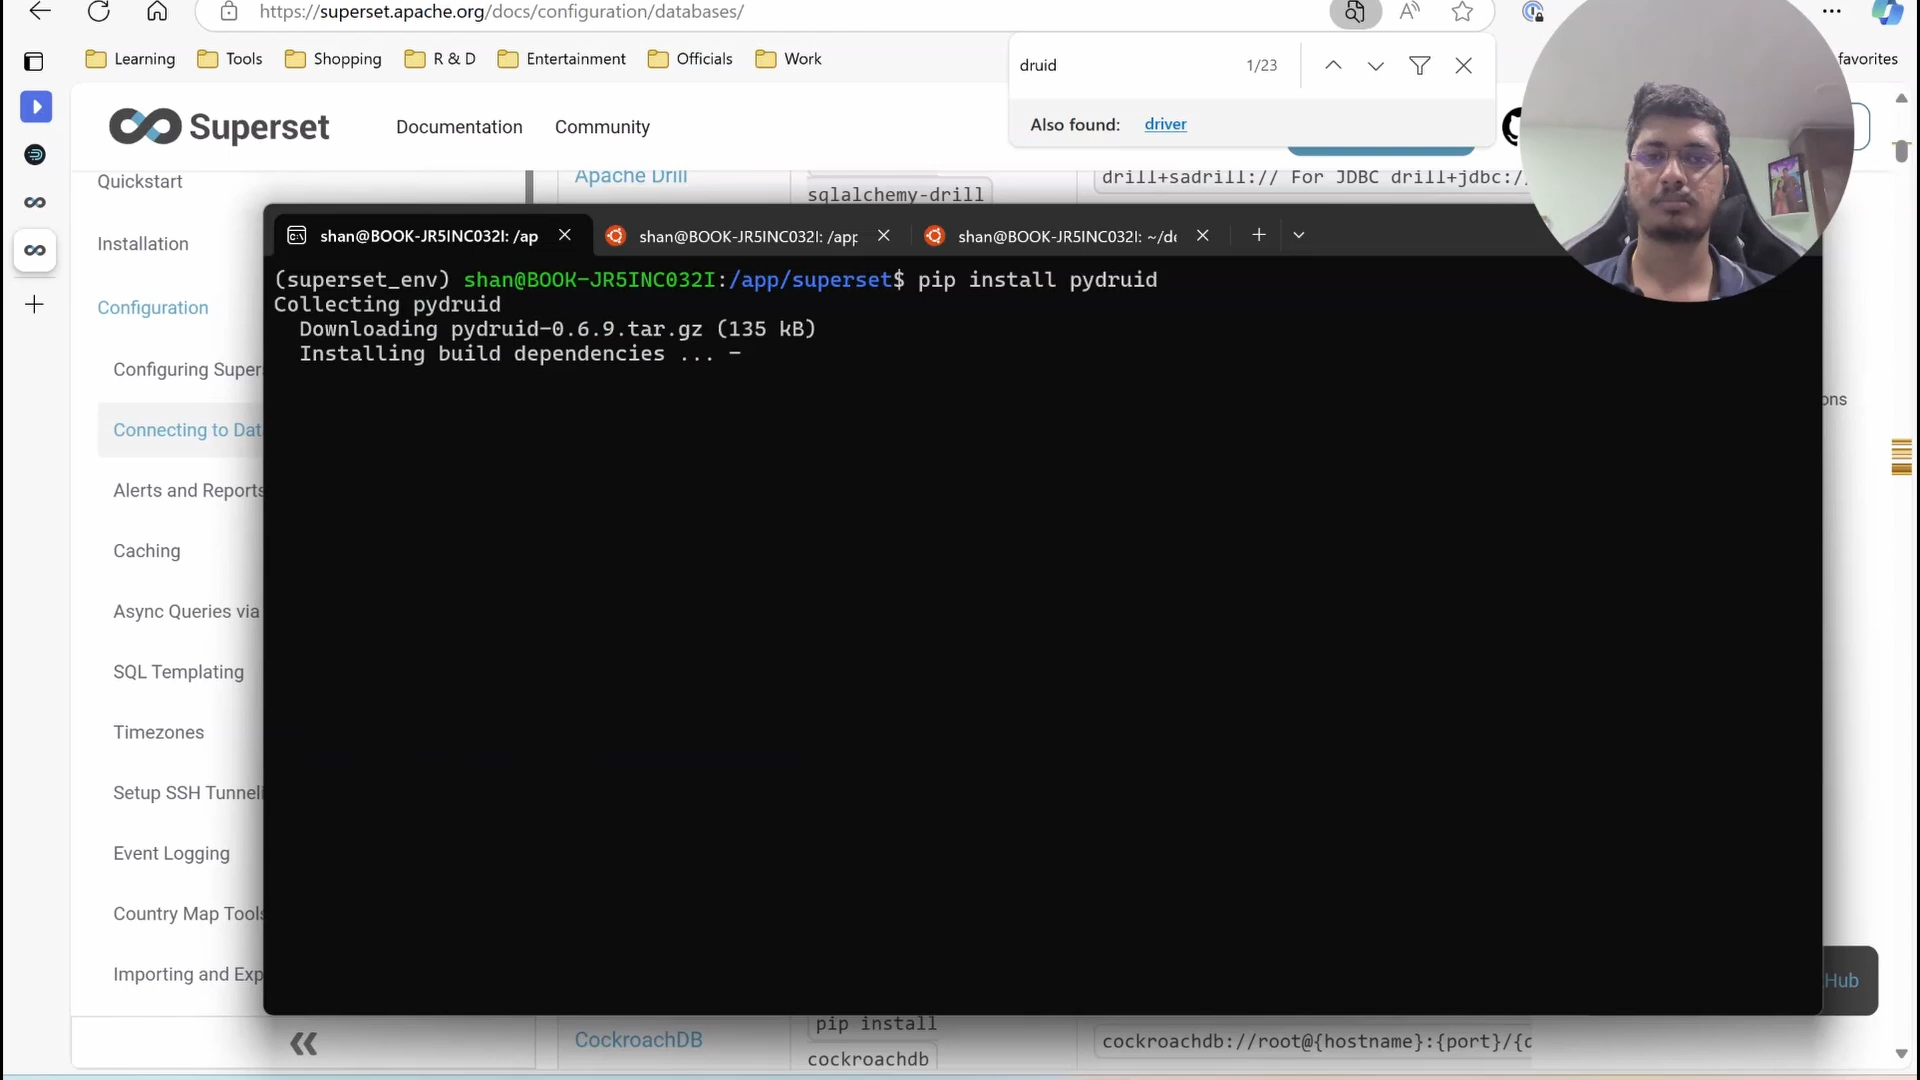 https://superset.apache.org/docs/configuration/databases/
Learning
Tools
Shopping
R & D
Entertainment
Officials
Work
favorites
druid
1/23
Also found: driver
Superset
Documentation
Community
Quickstart
Installation
Configuration
Configuring Super
Connecting to Dat
Alerts and Reports
Caching
Async Queries via
SQL Templating
Timezones
Setup SSH Tunneli
Event Logging
Country Map Tools
Importing and Exp
Apache Drill
sqlalchemy-drill
drill+sadrill:// For JDBC drill+jdbc:/
shan@BOOK-JR5INC032I: /ap
shan@BOOK-JR5INC032I: /app
shan@BOOK-JR5INC032I: ~/de
(superset_env) shan@BOOK-JR5INC032I:/app/superset$ pip install pydruid
Collecting pydruid
Downloading pydruid-0.6.9.tar.gz (135 kB)
Installing build dependencies ... -
ons
Hub
CockroachDB
pip install
cockroachdb
cockroachdb://root@{hostname}:{port}/{d